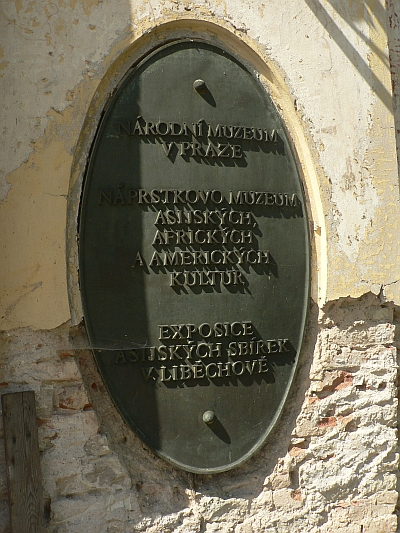 NÁRODNÍ MUZEUM
V PRAZE
NÁPRSTKOVO MUZEUM
ASIJSKÝCH
AFRICKÝCH
A AMERICKÝCH
KULTUR
EXPOSICE
ASIJSKÝCH SBÍREK
V LIBĚCHOVĚ